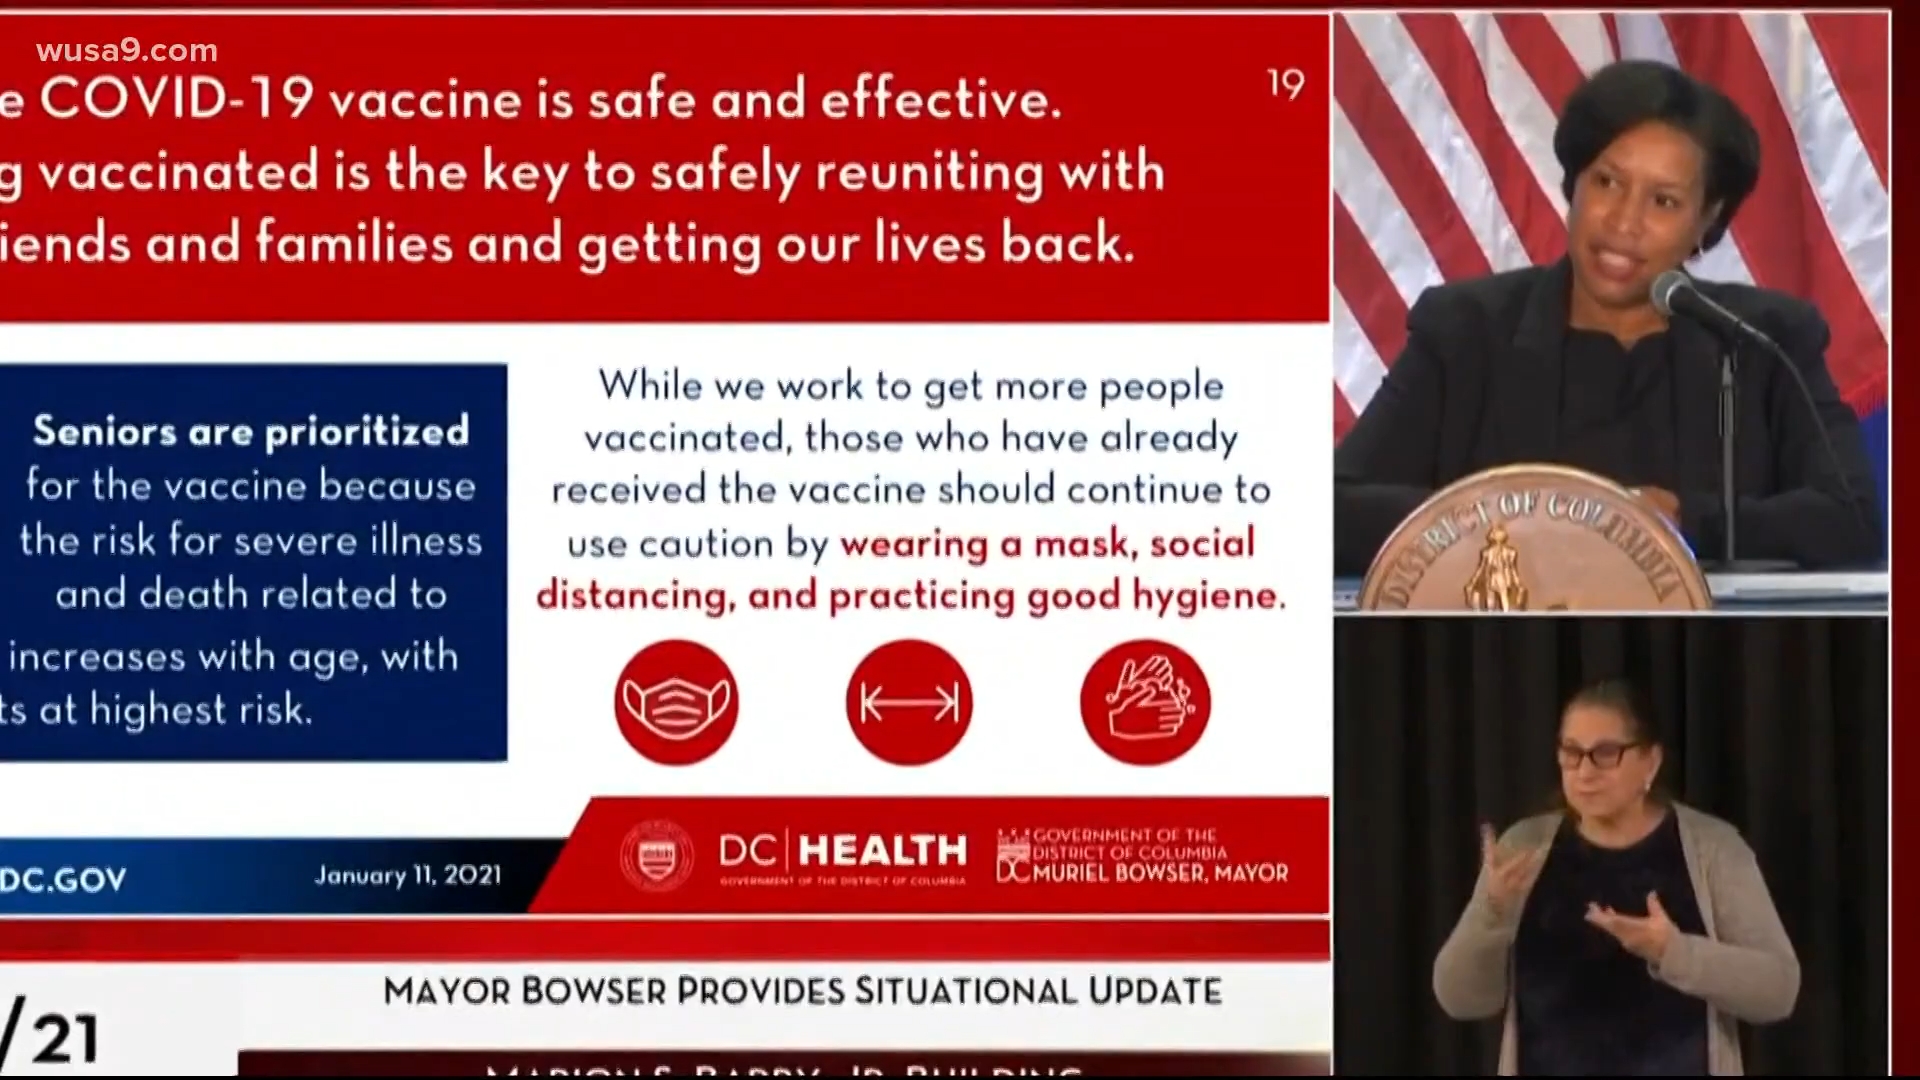 wusa9.com
e COVID-19 vaccine is safe and effective.
19
g vaccinated is the key to safely reuniting with
iends and families and getting our lives back.
Seniors are prioritized
for the vaccine because
the risk for severe illness
and death related to
increases with age, with
ts at highest risk.
While we work to get more people
vaccinated, those who have already
received the vaccine should continue to
use caution by wearing a mask, social
distancing, and practicing good hygiene.
DC.GOV
January 11, 2021
DC HEALTH
GOVERNMENT OF THE DISTRICT OF COLUMBIA
GOVERNMENT OF THE
DISTRICT OF COLUMBIA
DC MURIEL BOWSER, MAYOR
DISTRICT OF COLUMBIA
MAYOR BOWSER PROVIDES SITUATIONAL UPDATE
/21
MARION S. BARRY, JR. BUILDING